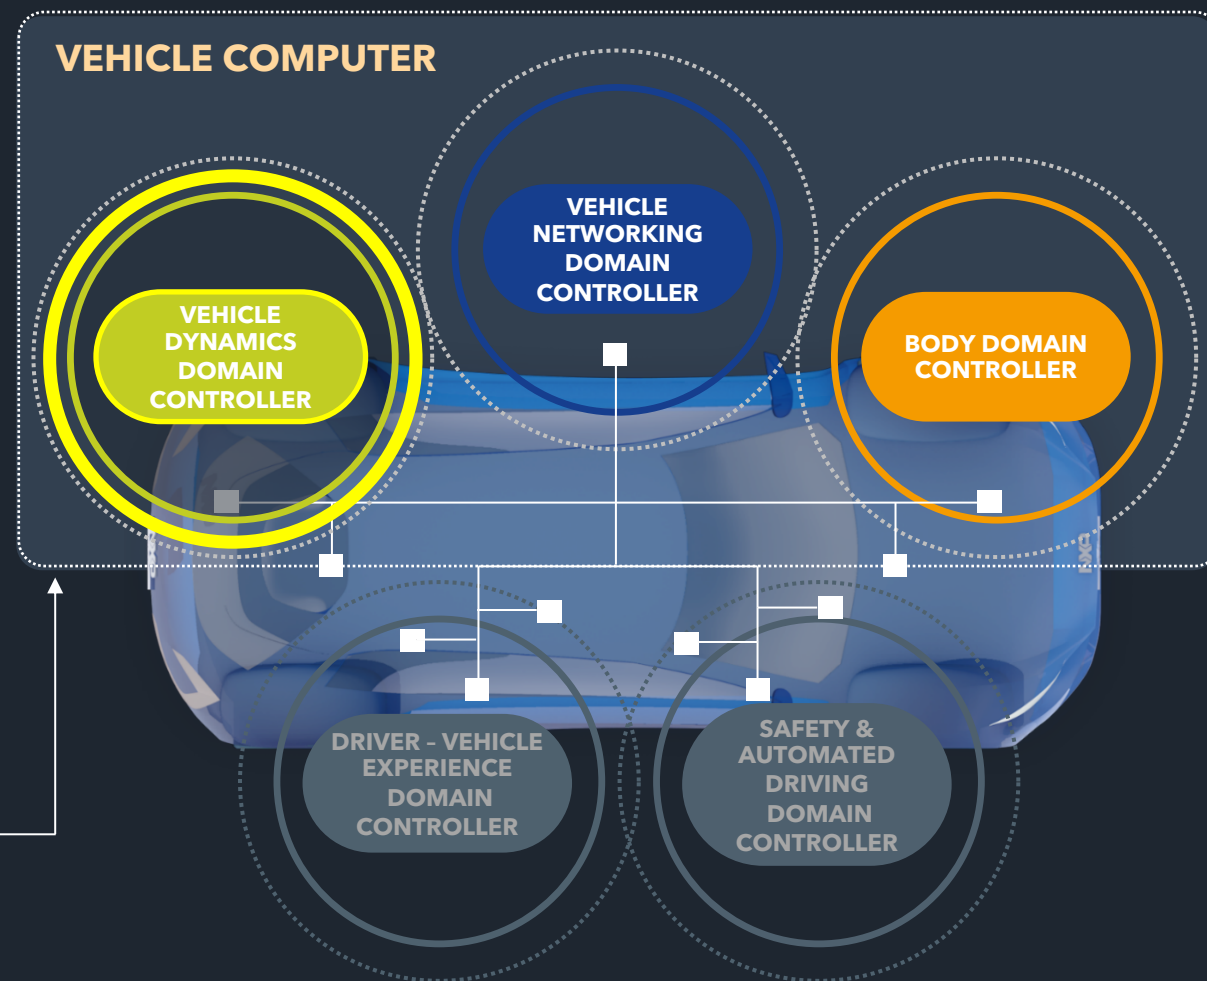 VEHICLE COMPUTER
VEHICLE
NETWORKING
DOMAIN
CONTROLLER
VEHICLE
DYNAMICS
DOMAIN
CONTROLLER
BODY DOMAIN
CONTROLLER
DRIVER – VEHICLE
EXPERIENCE
DOMAIN
CONTROLLER
SAFETY &
AUTOMATED
DRIVING
DOMAIN
CONTROLLER